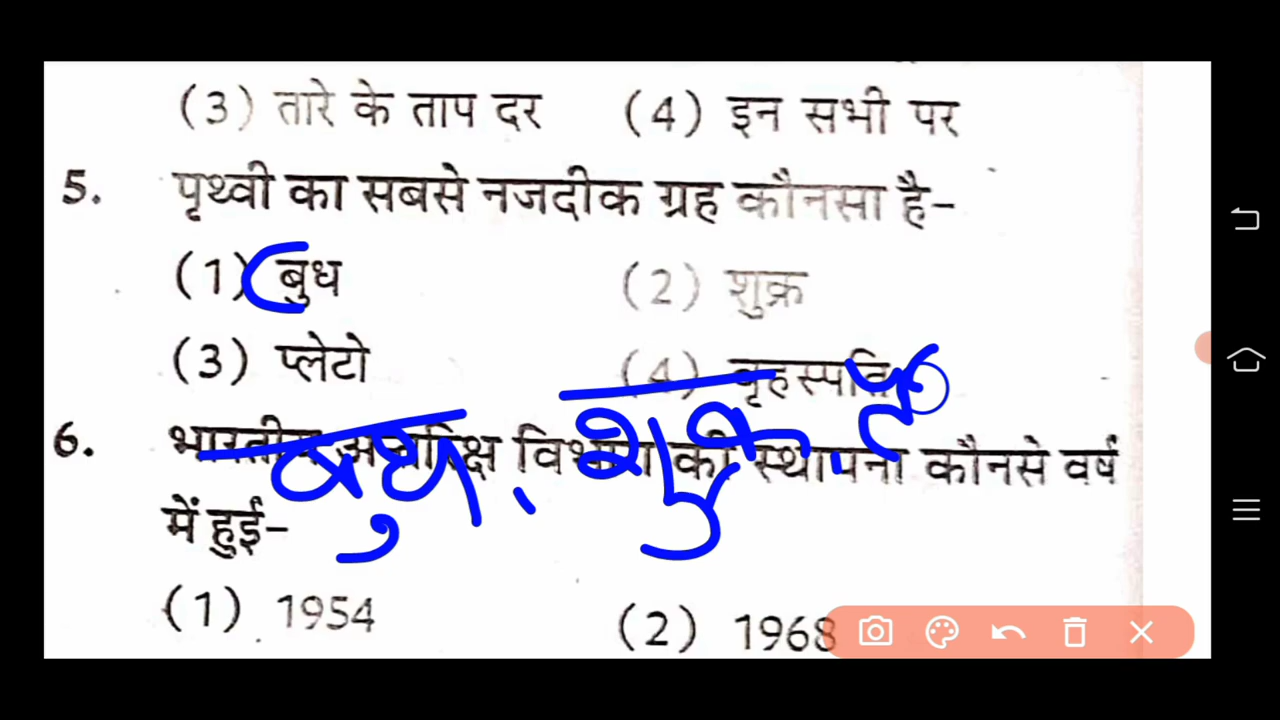 (3) तारे के ताप दर (4) इन सभी पर
5. पृथ्वी का सबसे नजदीक ग्रह कौनसा है-
(1) बुध (2) शुक्र
(3) प्लेटो (4) वृहस्पति
6. भारतीय अन्तरिक्ष विभाग की स्थापना कौनसे वर्ष
बुध, शुक्र,
में हुई-
(1) 1954 (2) 1968